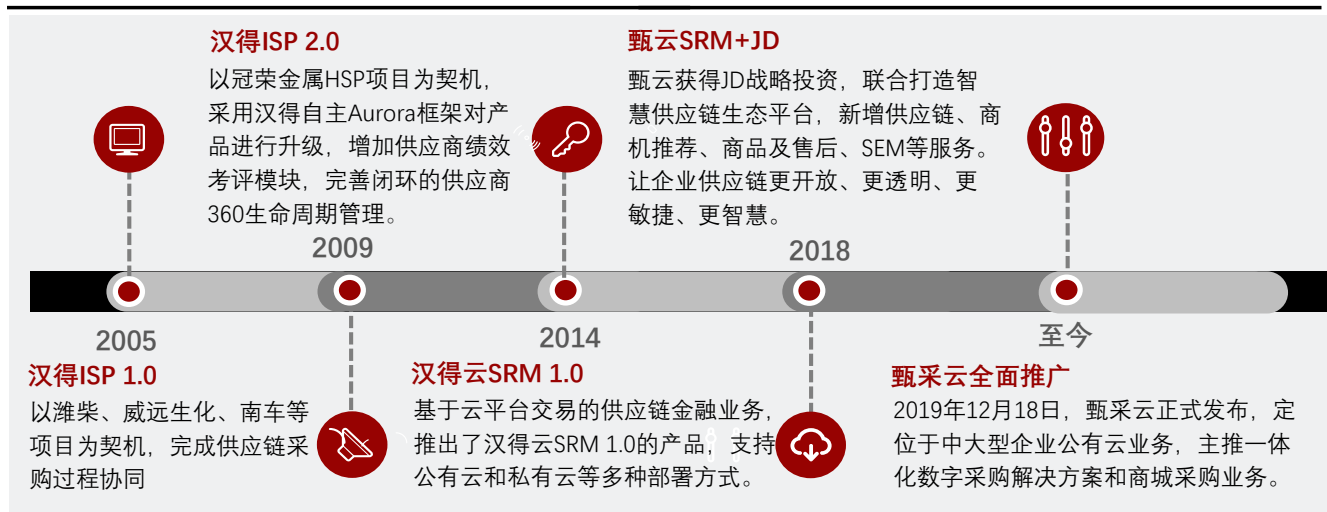 汉得ISP 2.0
以冠荣金属HSP项目为契机,
采用汉得自主Aurora框架对产
品进行升级，增加供应商绩效
考评模块，完善闭环的供应商
360生命周期管理。
2009
甄云SRM+JD
甄云获得JD战略投资，联合打造智
慧供应链生态平台，新增供应链、商
机推荐、商品及售后、SEM等服务。
让企业供应链更开放、更透明、更
敏捷、更智慧。
2018
2005
汉得ISP 1.0
以潍柴、威远生化、南车等
项目为契机，完成供应链采
购过程协同
2014
汉得云SRM 1.0
基于云平台交易的供应链金融业务，
推出了汉得云SRM 1.0的产品，支持
公有云和私有云等多种部署方式。
至今
甄采云全面推广
2019年12月18日，甄采云正式发布，定
位于中大型企业公有云业务，主推一体
化数字采购解决方案和商城采购业务。